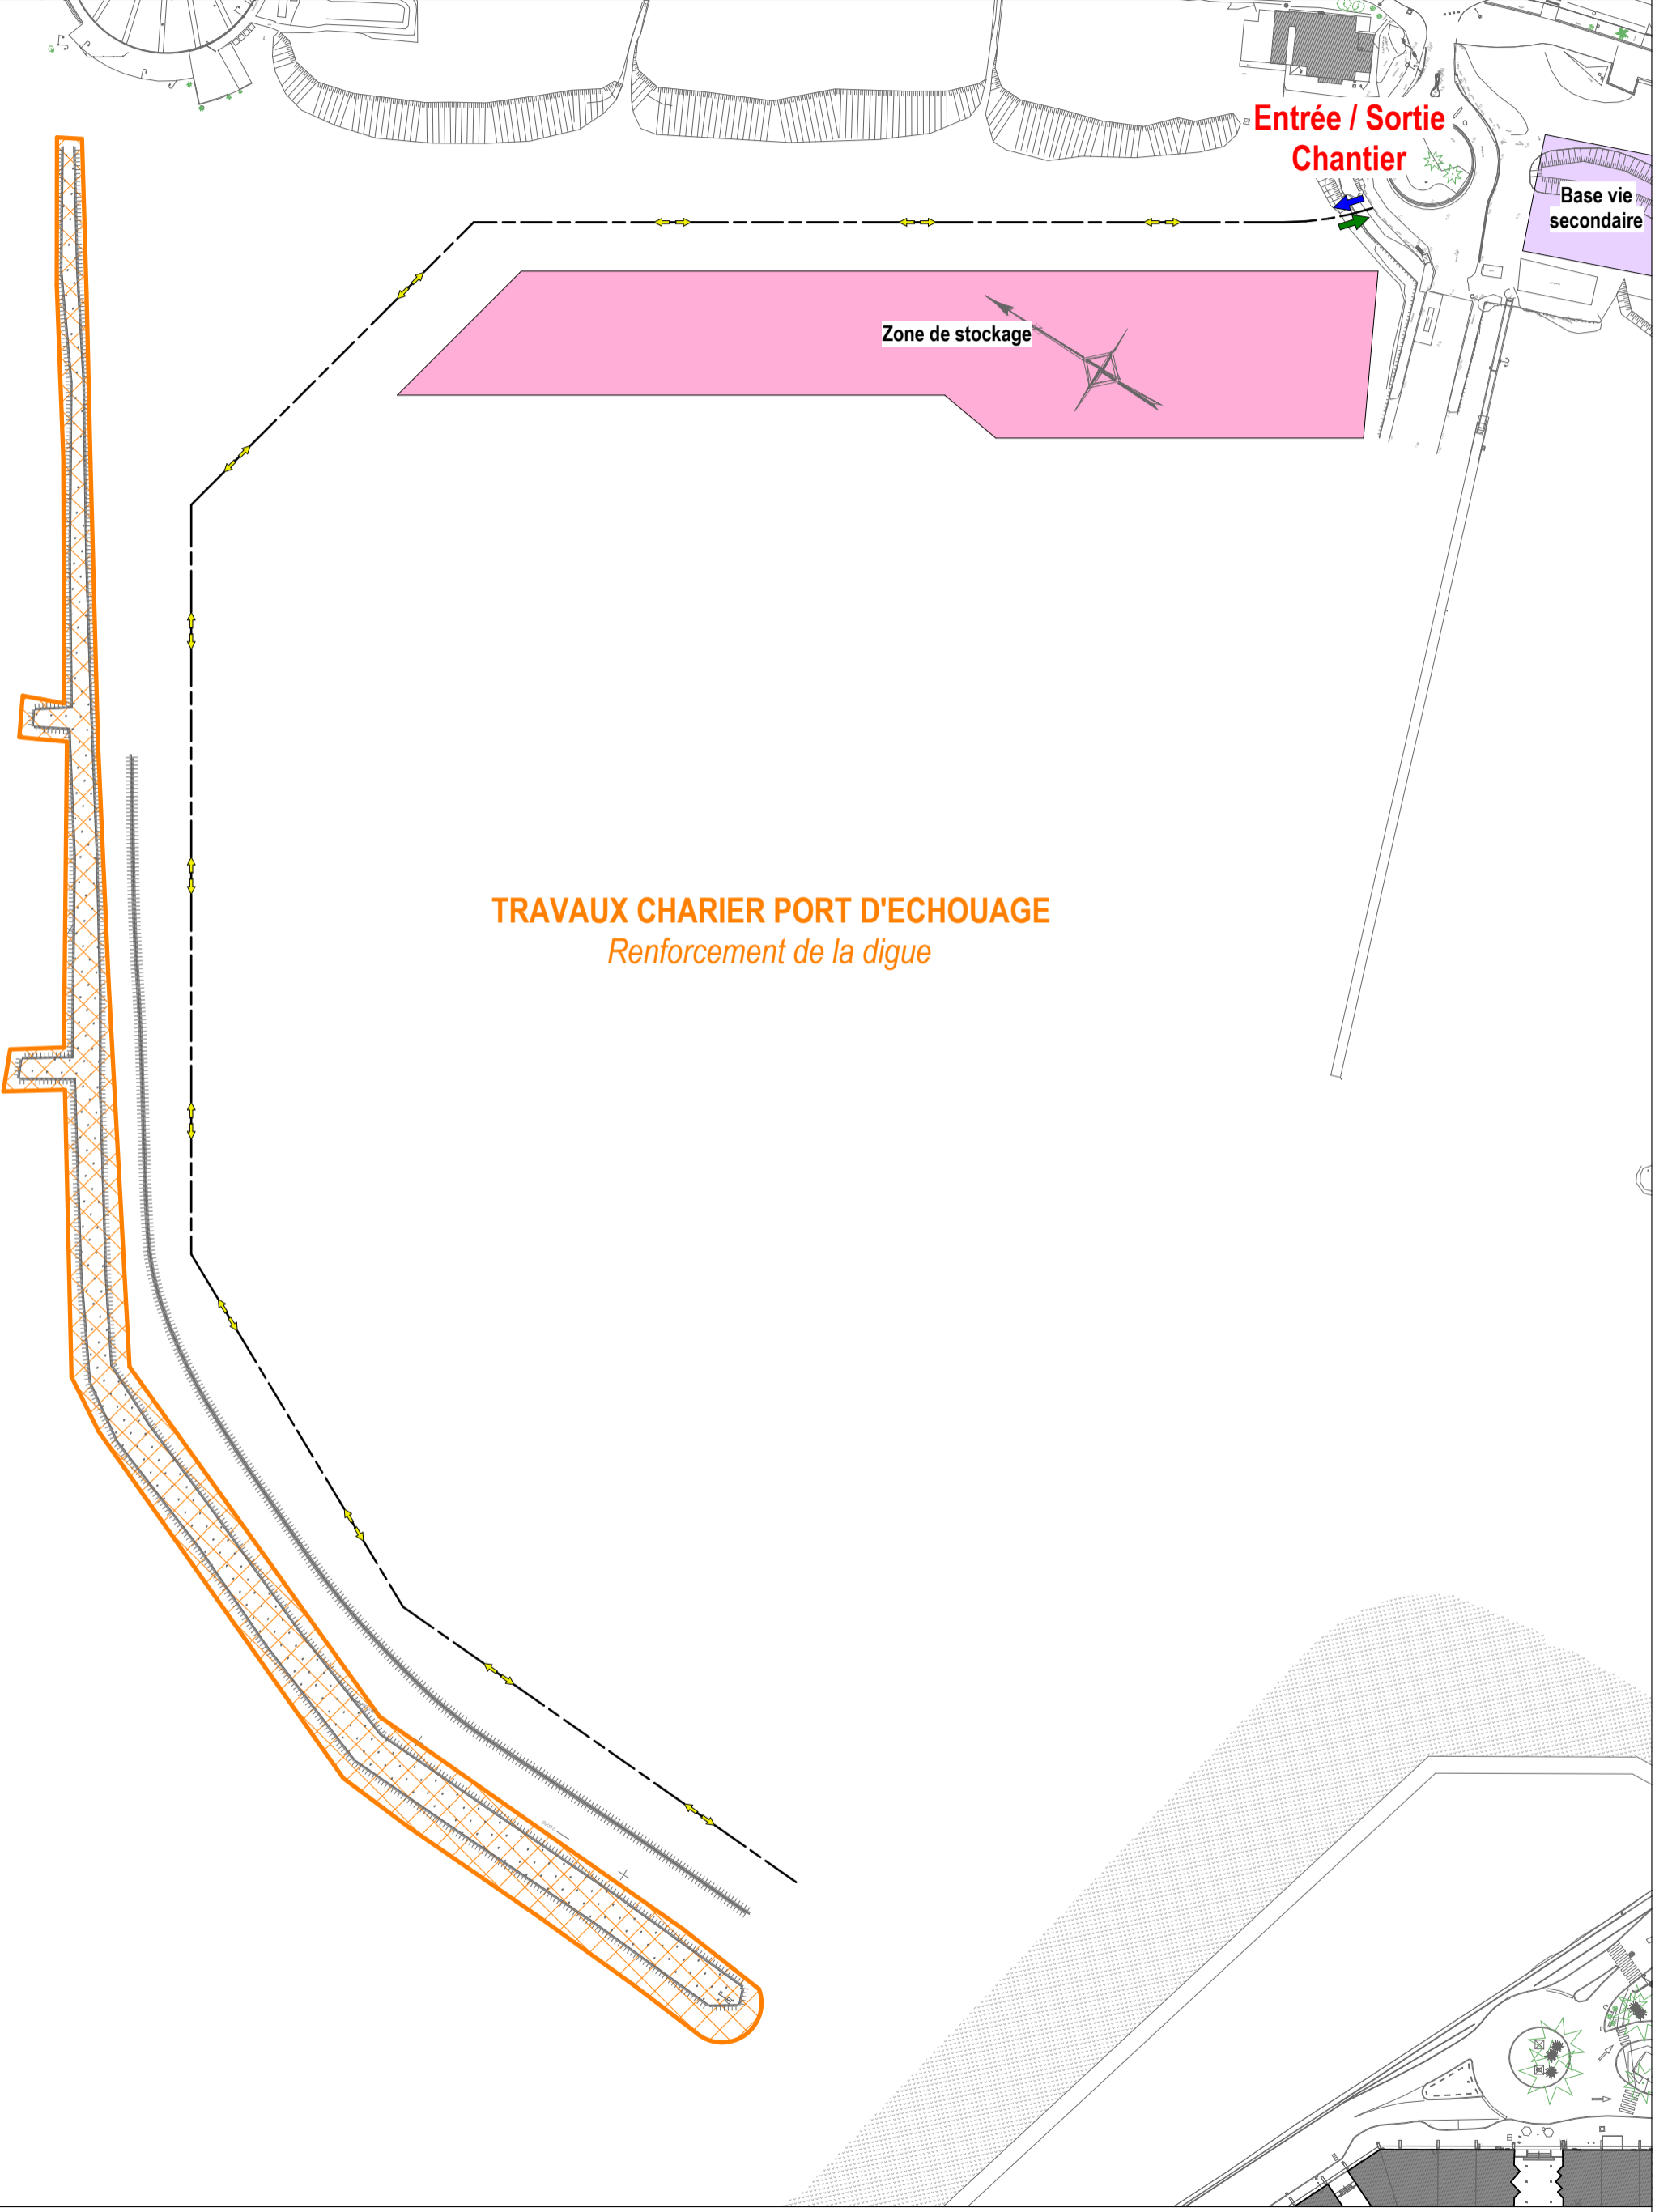 Entrée / Sortie
Chantier
Base vie
secondaire
Zone de stockage
TRAVAUX CHARIER PORT D'ECHOUAGE
Renforcement de la digue